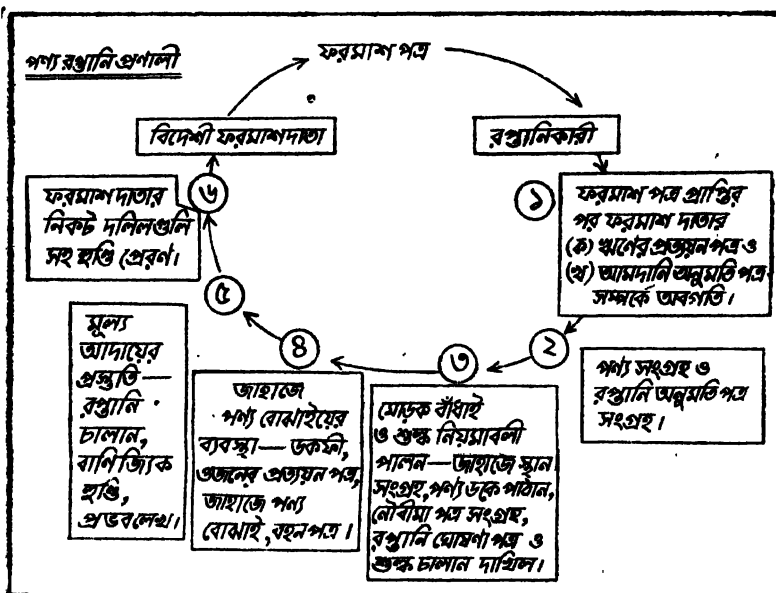 পণ্য রপ্তানি প্রণালী
ফরমাশ পত্র
বিদেশী ফরমাশদাতা
রপ্তানিকারী
১
ফরমাশ পত্র প্রাপ্তির
পর ফরমাশ দাতার
(ক) ঋণের প্রত্যয়ন পত্র ও
(খ) আমদানি অনুমতি পত্র
সম্পর্কে অবগতি।
২
পণ্য সংগ্রহ ও
রপ্তানি অনুমতি পত্র
সংগ্রহ।
৩
মোড়ক বাঁধাই
ও শুল্ক নিয়মাবলী
পালন — জাহাজে স্থান
সংগ্রহ, পণ্য ডকে পাঠান,
নৌবীমা পত্র সংগ্রহ,
রপ্তানি ঘোষণা পত্র ও
শুল্ক চালান দাখিল।
৪
জাহাজে
পণ্য বোঝাইয়ের
ব্যবস্থা — ডকফী,
ওজনের প্রত্যয়ন পত্র,
জাহাজে পণ্য
বোঝাই, বহন পত্র।
৫
মূল্য
আদায়ের
প্রস্তুতি —
রপ্তানি
চালান,
বাণিজ্যিক
হুণ্ডি,
প্রভবলেখ।
৬
ফরমাশ দাতার
নিকট দলিলগুলি
সহ হুণ্ডি প্রেরণ।